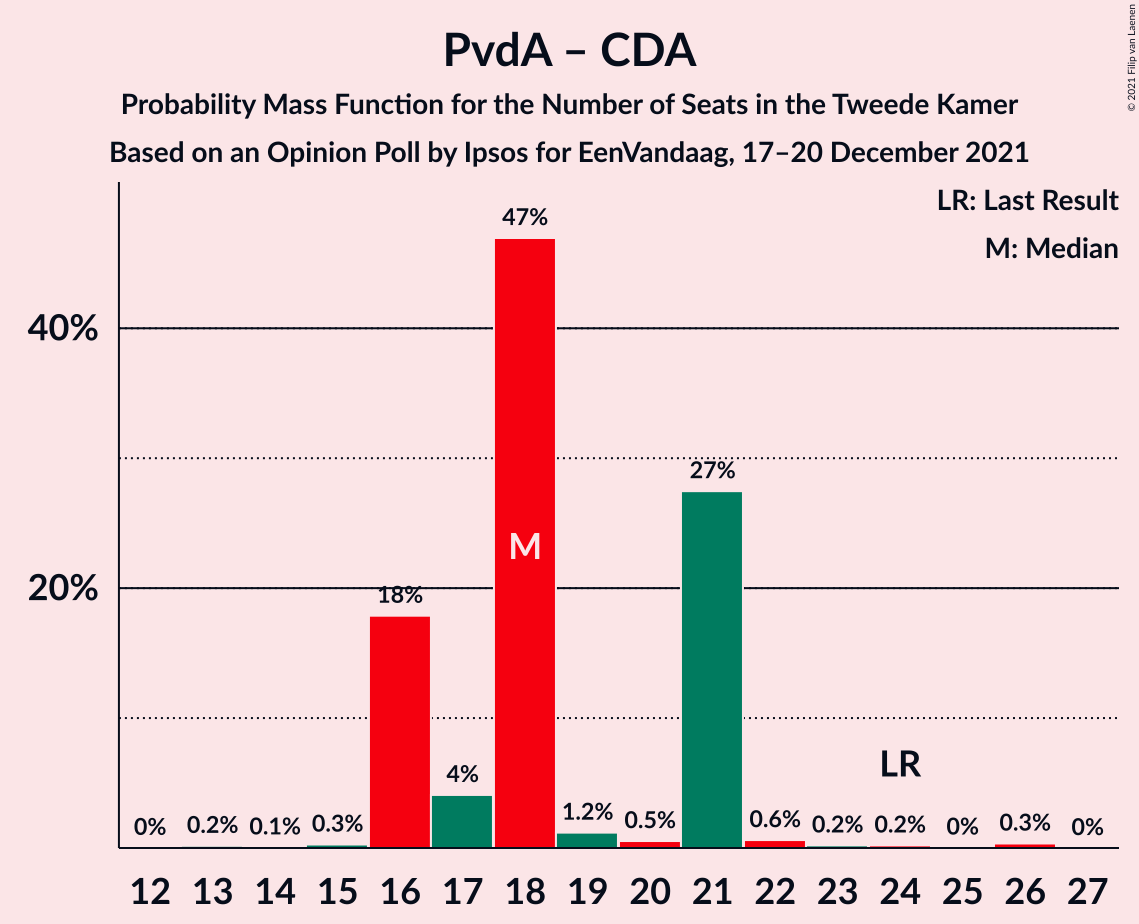 PvdA – CDA
Probability Mass Function for the Number of Seats in the Tweede Kamer
Based on an Opinion Poll by Ipsos for EenVandaag, 17–20 December 2021
© 2021 Filip van Laenen
LR: Last Result
M: Median
47%
40%
27%
M
20%
18%
LR
4%
0% 0.2% 0.1% 0.3% 1.2% 0.5% 0.6% 0.2% 0.2% 0% 0.3% 0%
12 13 14 15 16 17 18 19 20 21 22 23 24 25 26 27